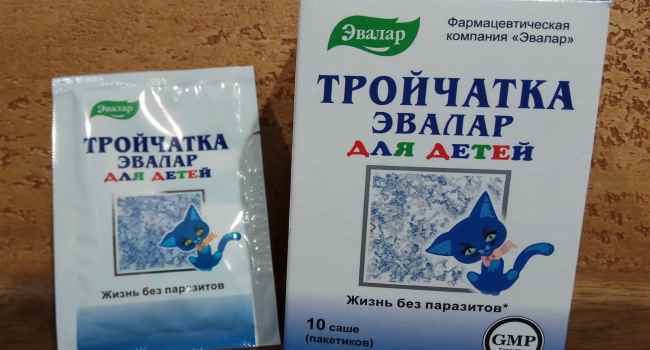 Эвалар
ТРОЙЧАТКА
ЭВАЛАР
ДЛЯ ДЕТЕЙ
Жизнь без паразитов
Эвалар
Фармацевтическая
компания «Эвалар»
ТРОЙЧАТКА
ЭВАЛАР
ДЛЯ ДЕТЕЙ
Жизнь без паразитов*
10 саше
(пакетиков)
GMP